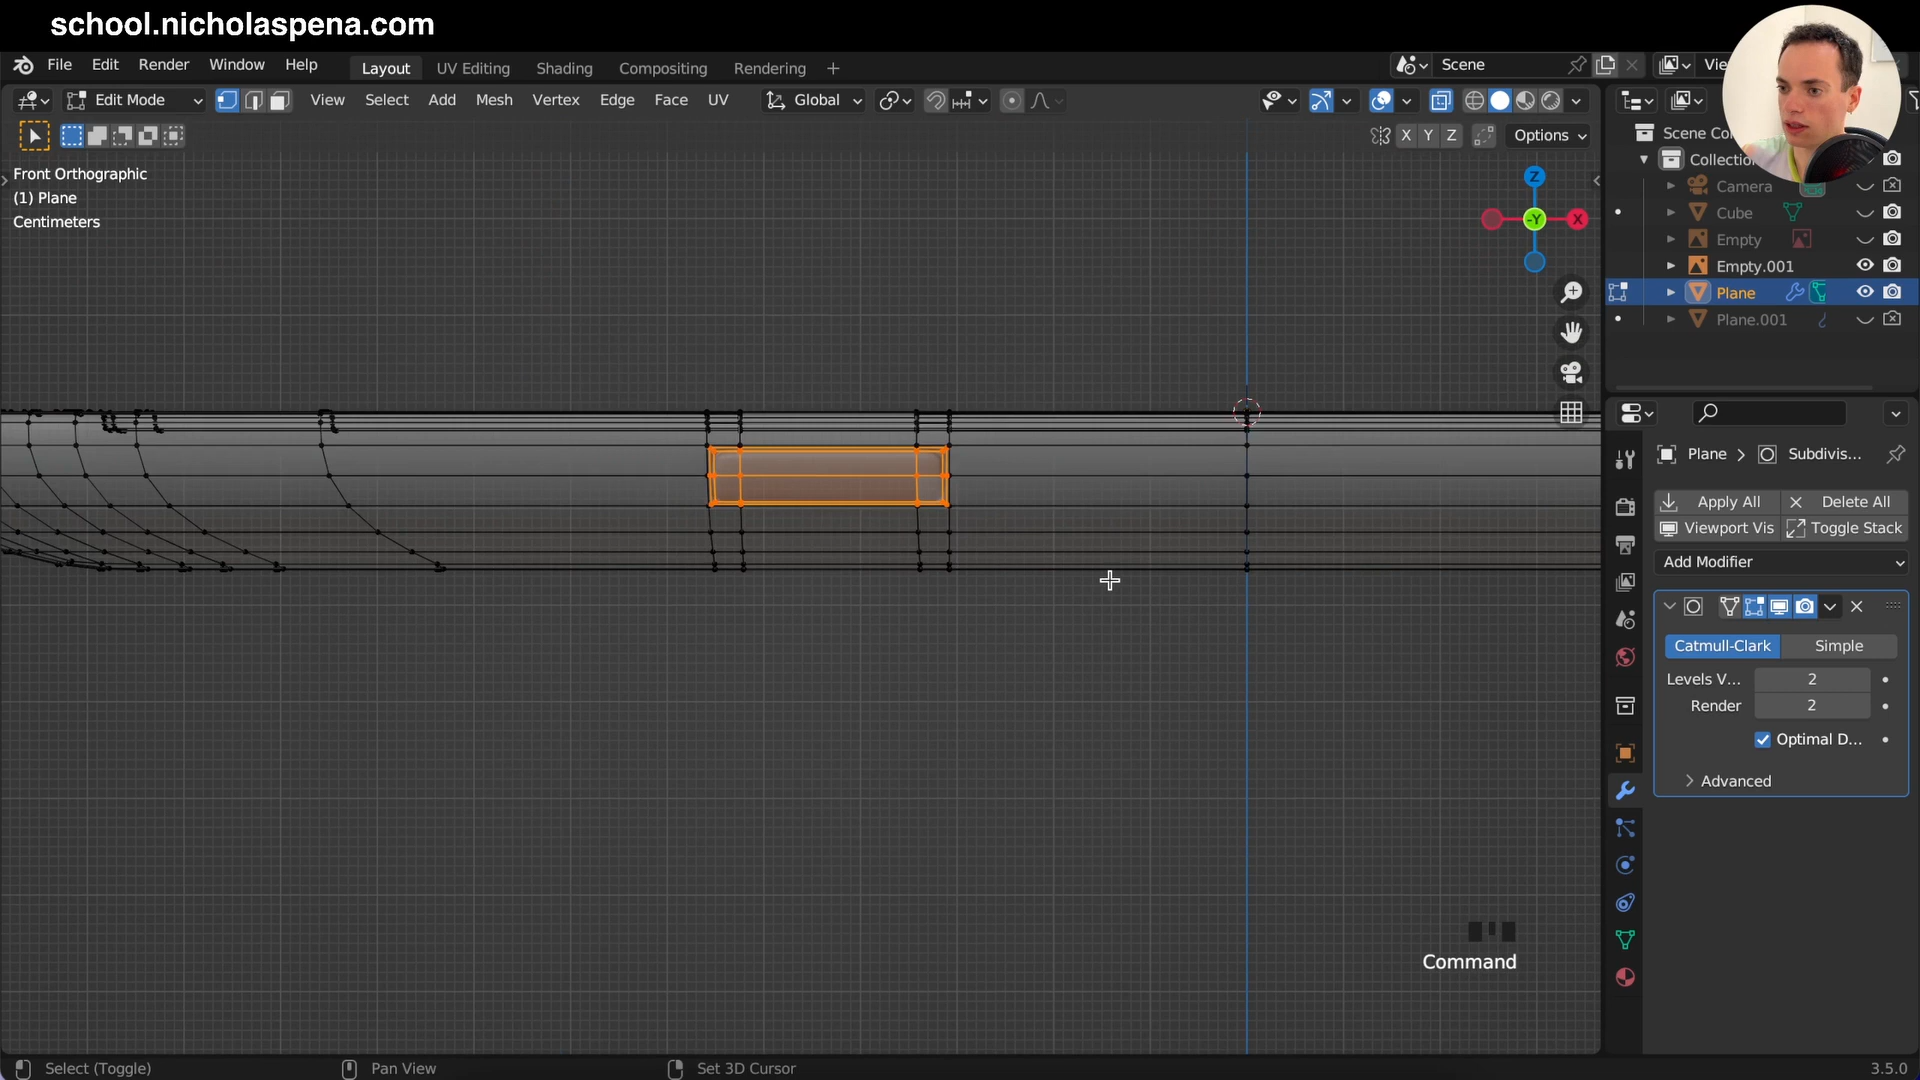 school.nicholaspena.com
File Edit Render Window Help Layout UV Editing Shading Compositing Rendering + Scene Vie
Edit Mode View Select Add Mesh Vertex Edge Face UV Global
X Y Z Options
Front Orthographic
(1) Plane
Centimeters
Z
-Y X
Scene Co
Collectio
Camera
Cube
Empty
Empty.001
Plane
Plane.001
Plane > Subdivis...
Apply All Delete All
Viewport Vis Toggle Stack
Add Modifier
Catmull-Clark Simple
Levels V... 2
Render 2
Optimal D...
Advanced
Command
Select (Toggle) Pan View Set 3D Cursor 3.5.0